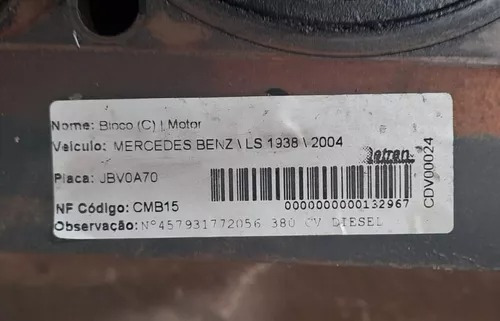 Nome: Bloco (C) | Motor
Veículo: MERCEDES BENZ \ LS 1938 \ 2004
Detran
Placa: JBV0A70
NF Código: CMB15
0000000000132967
Observação: Nº457931772056 380 CV DIESEL
CDV00024